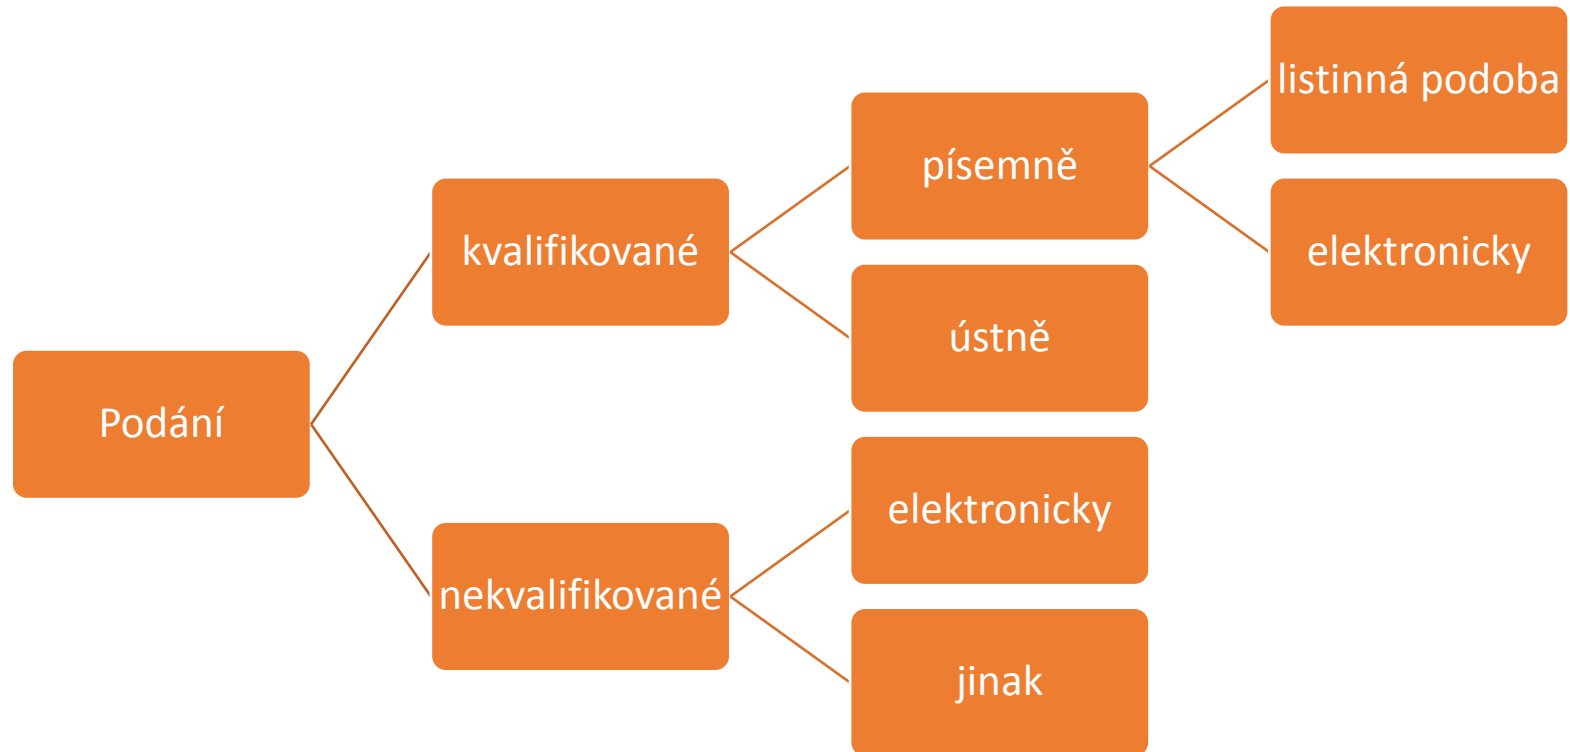 listinná podoba
písemně
kvalifikované
elektronicky
ústně
Podání
elektronicky
nekvalifikované
jinak